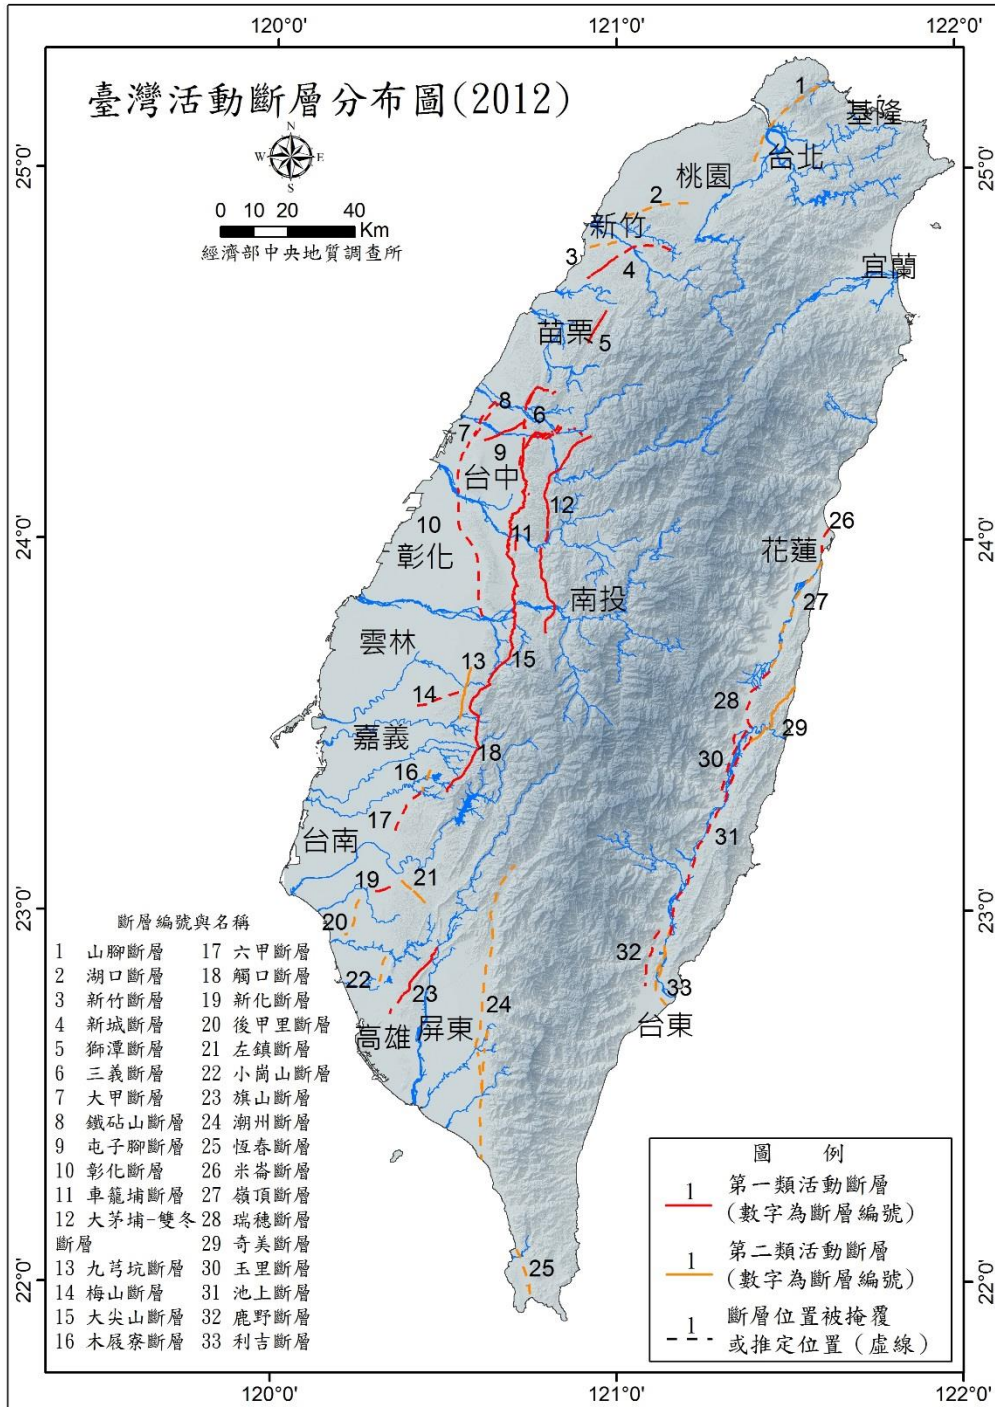 120°0'
121°0'
122°0'
臺灣活動斷層分布圖(2012)
N
W
E
S
0 10 20 40
Km
經濟部中央地質調查所
25°0'
25°0'
1
基隆
台北
桃園
2
新竹
3
4
宜蘭
苗栗
5
8
6
7
9
台中
12
10
11
彰化
24°0'
24°0'
26
花蓮
27
南投
雲林
13
15
14
28
29
嘉義
18
30
16
17
31
台南
19
21
20
23°0'
23°0'
32
22
23
24
33
高雄
屏東
台東
25
22°0'
22°0'
斷層編號與名稱
1 山腳斷層
2 湖口斷層
3 新竹斷層
4 新城斷層
5 獅潭斷層
6 三義斷層
7 大甲斷層
8 鐵砧山斷層
9 屯子腳斷層
10 彰化斷層
11 車籠埔斷層
12 大茅埔-雙冬
斷層
13 九芎坑斷層
14 梅山斷層
15 大尖山斷層
16 木屐寮斷層
17 六甲斷層
18 觸口斷層
19 新化斷層
20 後甲里斷層
21 左鎮斷層
22 小崗山斷層
23 旗山斷層
24 潮州斷層
25 恆春斷層
26 米崙斷層
27 嶺頂斷層
28 瑞穗斷層
29 奇美斷層
30 玉里斷層
31 池上斷層
32 鹿野斷層
33 利吉斷層
圖 例
1 第一類活動斷層
(數字為斷層編號)
1 第二類活動斷層
(數字為斷層編號)
1 斷層位置被掩覆
或推定位置（虛線）
120°0'
121°0'
122°0'